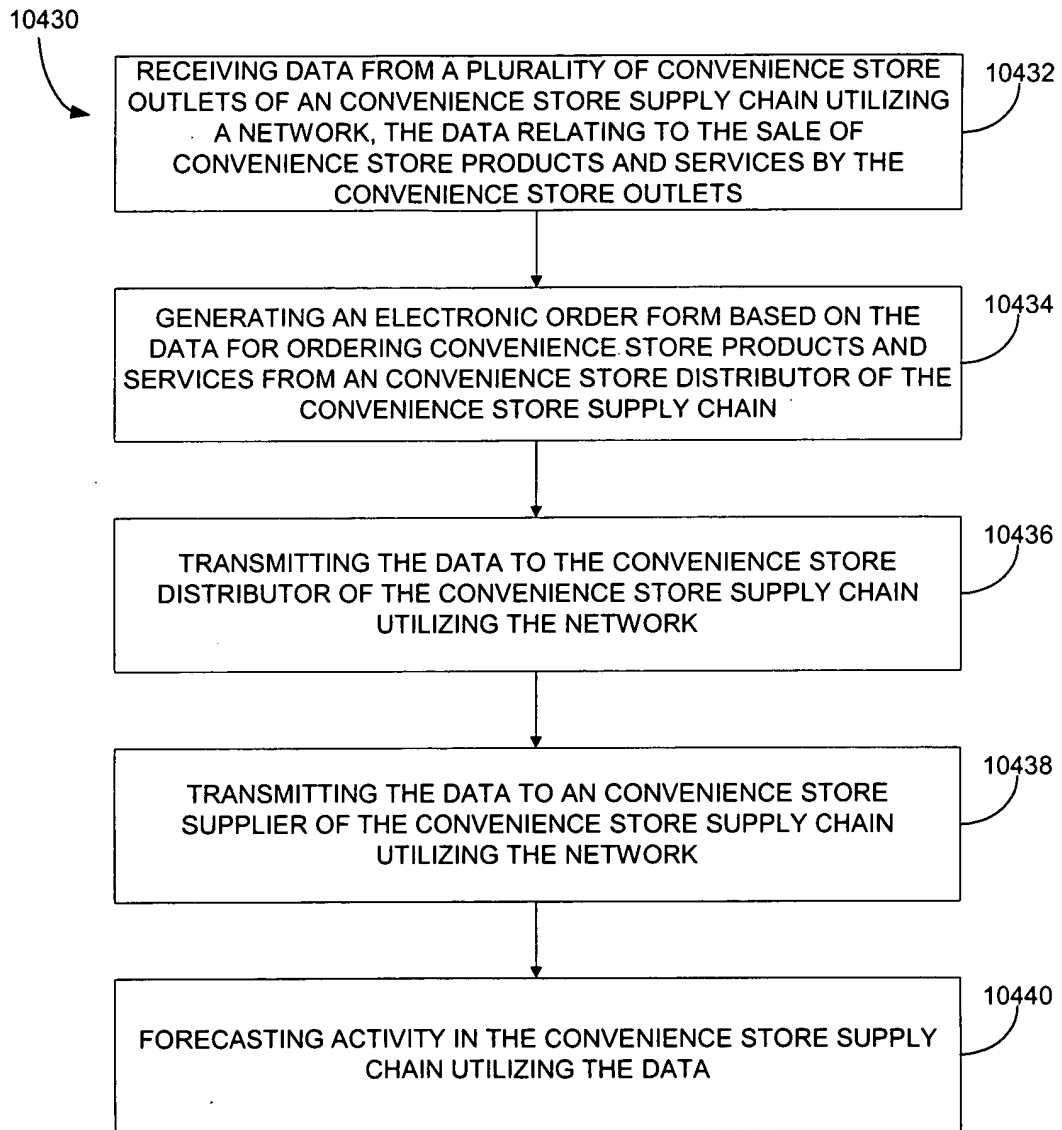 10430
RECEIVING DATA FROM A PLURALITY OF CONVENIENCE STORE
OUTLETS OF AN CONVENIENCE STORE SUPPLY CHAIN UTILIZING
A NETWORK, THE DATA RELATING TO THE SALE OF
CONVENIENCE STORE PRODUCTS AND SERVICES BY THE
CONVENIENCE STORE OUTLETS
10432
GENERATING AN ELECTRONIC ORDER FORM BASED ON THE
DATA FOR ORDERING CONVENIENCE STORE PRODUCTS AND
SERVICES FROM AN CONVENIENCE STORE DISTRIBUTOR OF THE
CONVENIENCE STORE SUPPLY CHAIN
10434
TRANSMITTING THE DATA TO THE CONVENIENCE STORE
DISTRIBUTOR OF THE CONVENIENCE STORE SUPPLY CHAIN
UTILIZING THE NETWORK
10436
TRANSMITTING THE DATA TO AN CONVENIENCE STORE
SUPPLIER OF THE CONVENIENCE STORE SUPPLY CHAIN
UTILIZING THE NETWORK
10438
FORECASTING ACTIVITY IN THE CONVENIENCE STORE SUPPLY
CHAIN UTILIZING THE DATA
10440